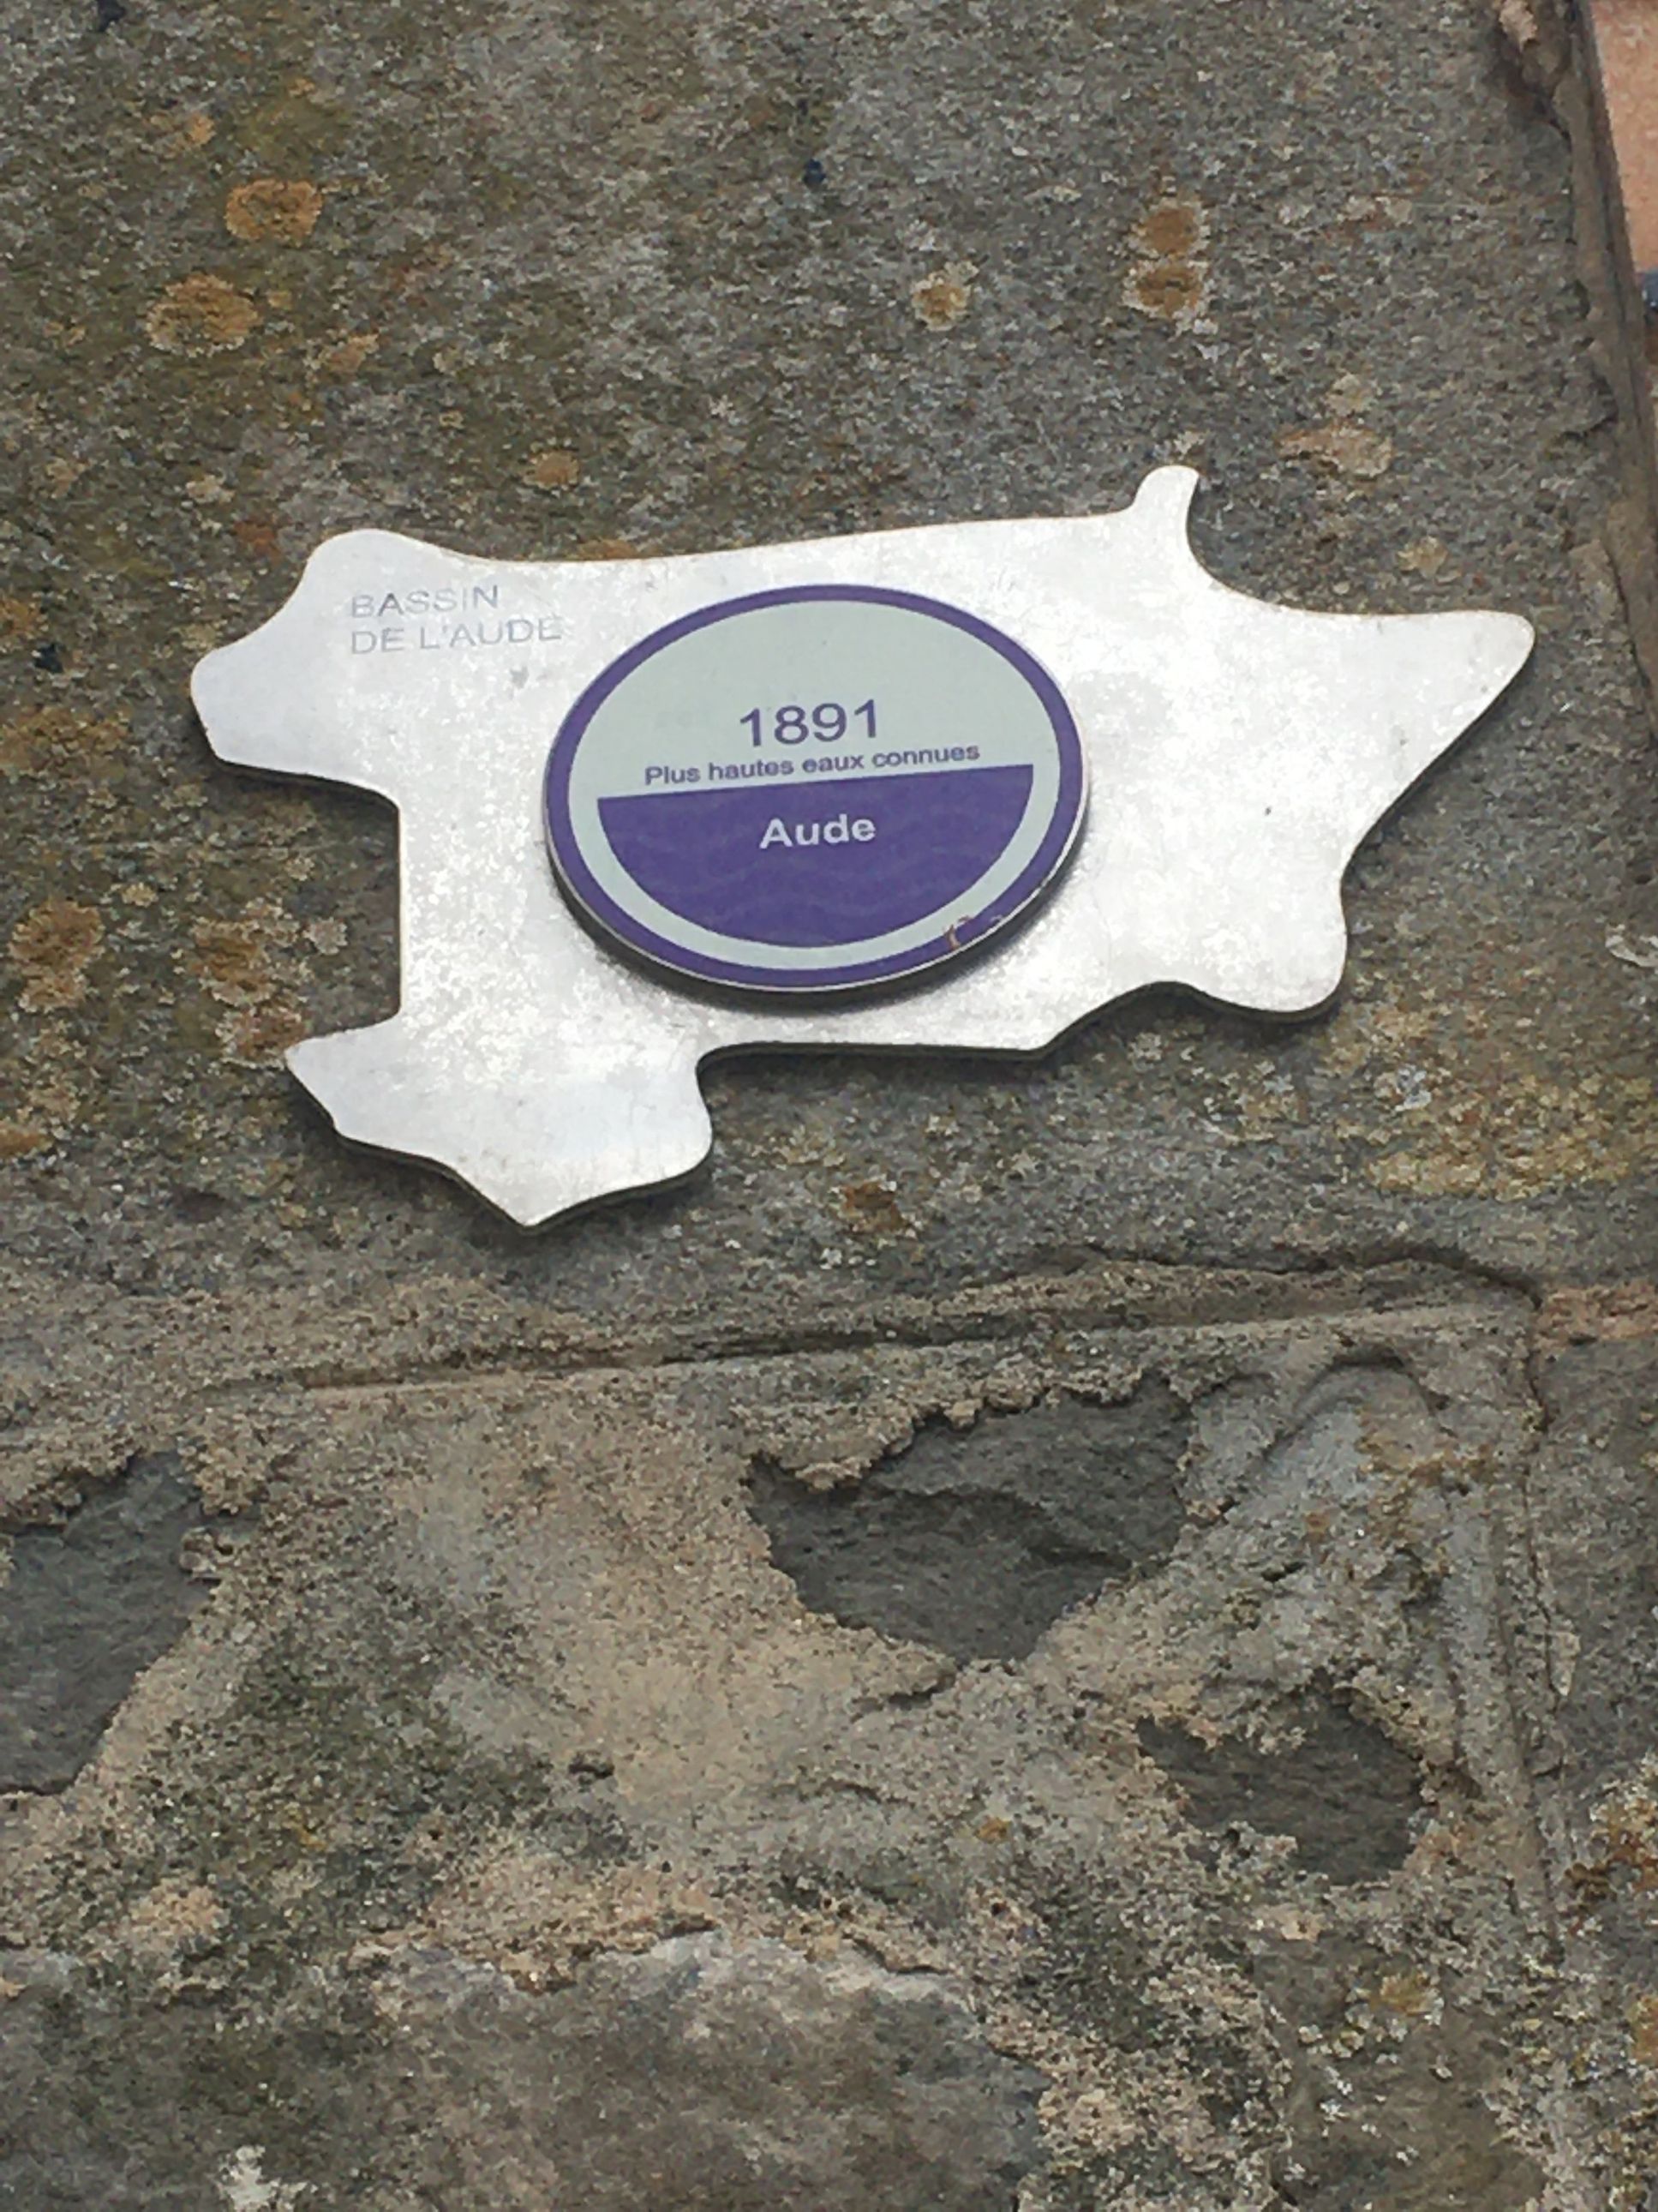 BASSIN
DE L'AUDE
1891
Plus hautes eaux connues
Aude